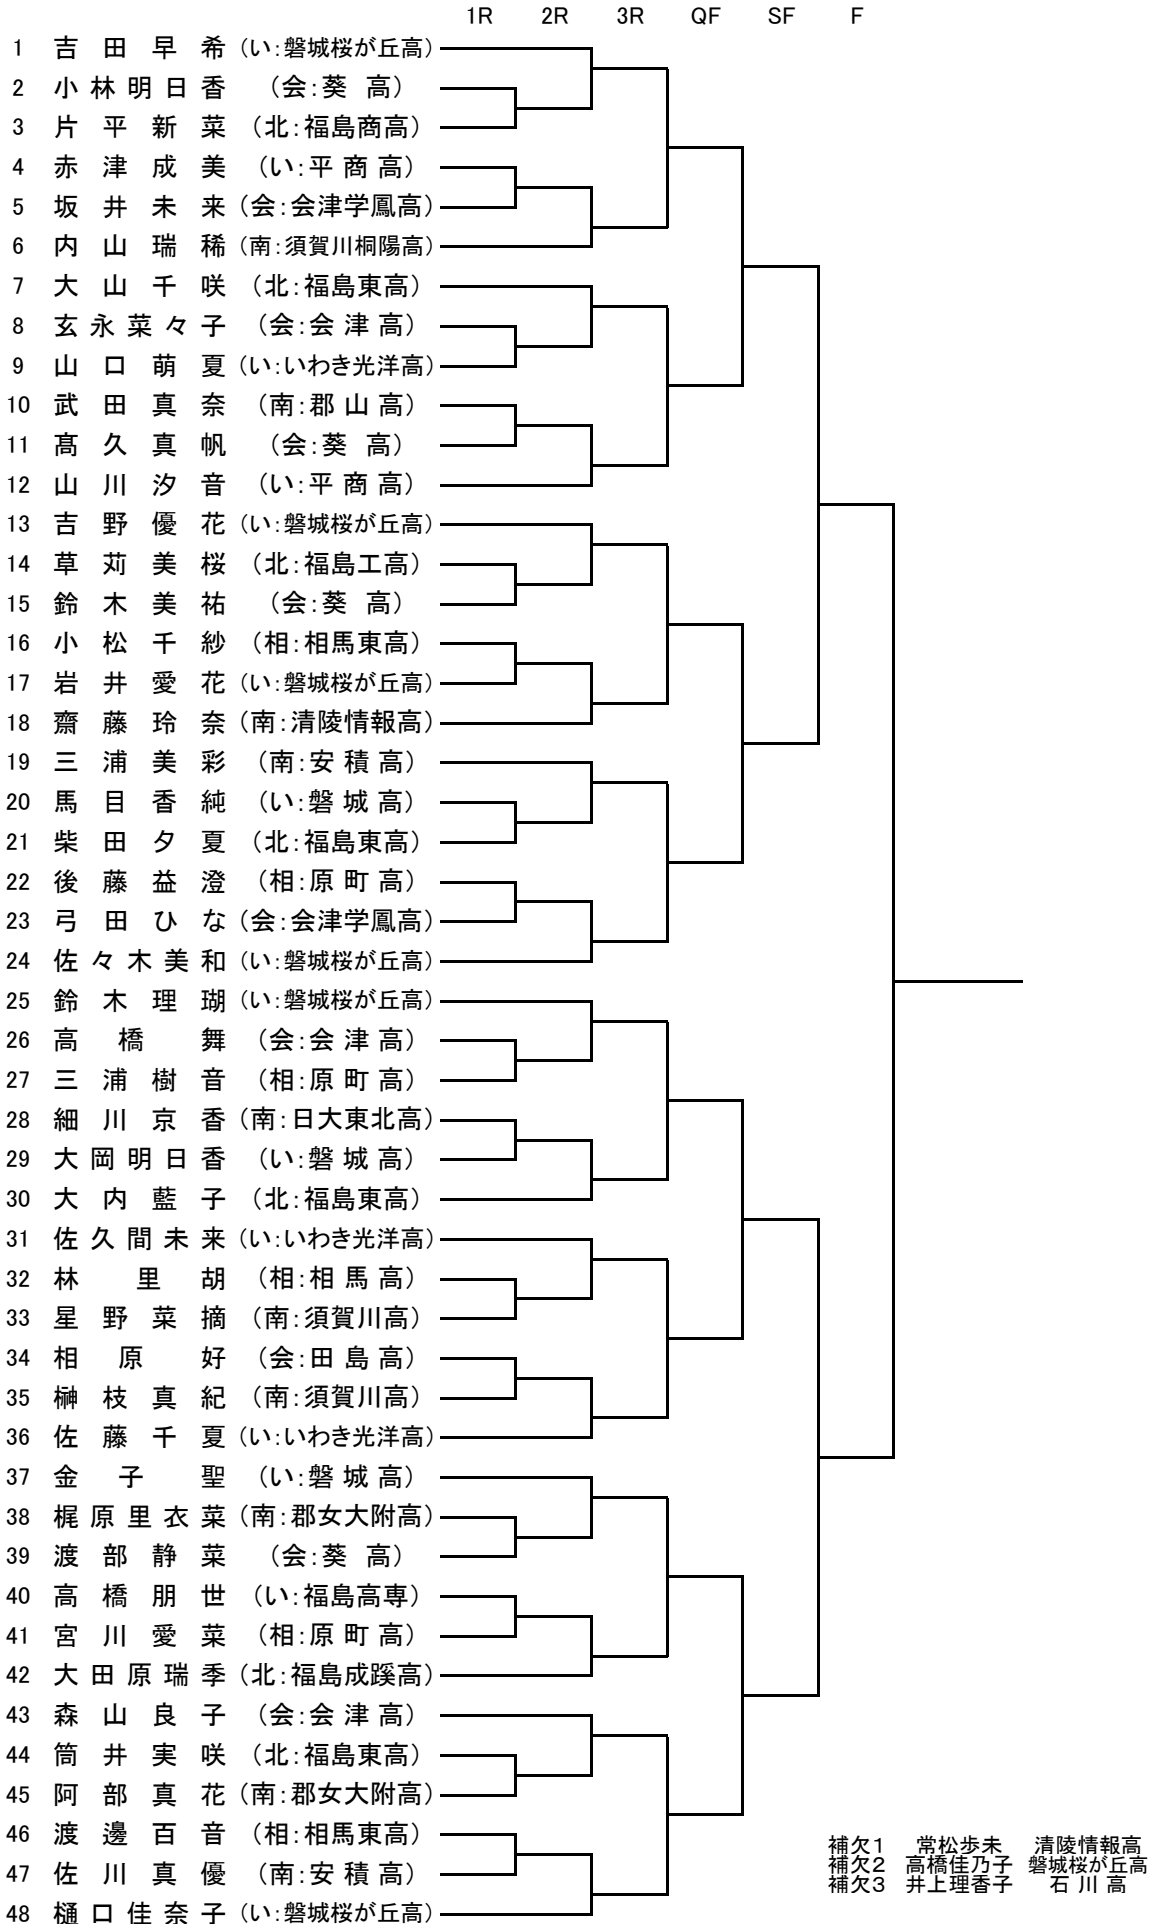 1R 2R 3R QF SF F
1 吉田早希 (い:磐城桜が丘高)
2 小林明日香 (会:葵 高)
3 片平新菜 (北:福島商高)
4 赤津成美 (い:平商高)
5 坂井未来 (会:会津学鳳高)
6 内山瑞稀 (南:須賀川桐陽高)
7 大山千咲 (北:福島東高)
8 玄永菜々子 (会:会津高)
9 山口萌夏 (い:いわき光洋高)
10 武田真奈 (南:郡山高)
11 髙久真帆 (会:葵 高)
12 山川汐音 (い:平商高)
13 吉野優花 (い:磐城桜が丘高)
14 草苅美桜 (北:福島工高)
15 鈴木美祐 (会:葵 高)
16 小松千紗 (相:相馬東高)
17 岩井愛花 (い:磐城桜が丘高)
18 齋藤玲奈 (南:清陵情報高)
19 三浦美彩 (南:安積高)
20 馬目香純 (い:磐城高)
21 柴田夕夏 (北:福島東高)
22 後藤益澄 (相:原町高)
23 弓田ひな (会:会津学鳳高)
24 佐々木美和 (い:磐城桜が丘高)
25 鈴木理瑚 (い:磐城桜が丘高)
26 高橋舞 (会:会津高)
27 三浦樹音 (相:原町高)
28 細川京香 (南:日大東北高)
29 大岡明日香 (い:磐城高)
30 大内藍子 (北:福島東高)
31 佐久間未来 (い:いわき光洋高)
32 林里胡 (相:相馬高)
33 星野菜摘 (南:須賀川高)
34 相原好 (会:田島高)
35 榊枝真紀 (南:須賀川高)
36 佐藤千夏 (い:いわき光洋高)
37 金子聖 (い:磐城高)
38 梶原里衣菜 (南:郡女大附高)
39 渡部静菜 (会:葵 高)
40 高橋朋世 (い:福島高専)
41 宮川愛菜 (相:原町高)
42 大田原瑞季 (北:福島成蹊高)
43 森山良子 (会:会津高)
44 筒井実咲 (北:福島東高)
45 阿部真花 (南:郡女大附高)
46 渡邊百音 (相:相馬東高)
47 佐川真優 (南:安積高)
48 樋口佳奈子 (い:磐城桜が丘高)
補欠1 常松歩未 清陵情報高
補欠2 高橋佳乃子 磐城桜が丘高
補欠3 井上理香子 石川高